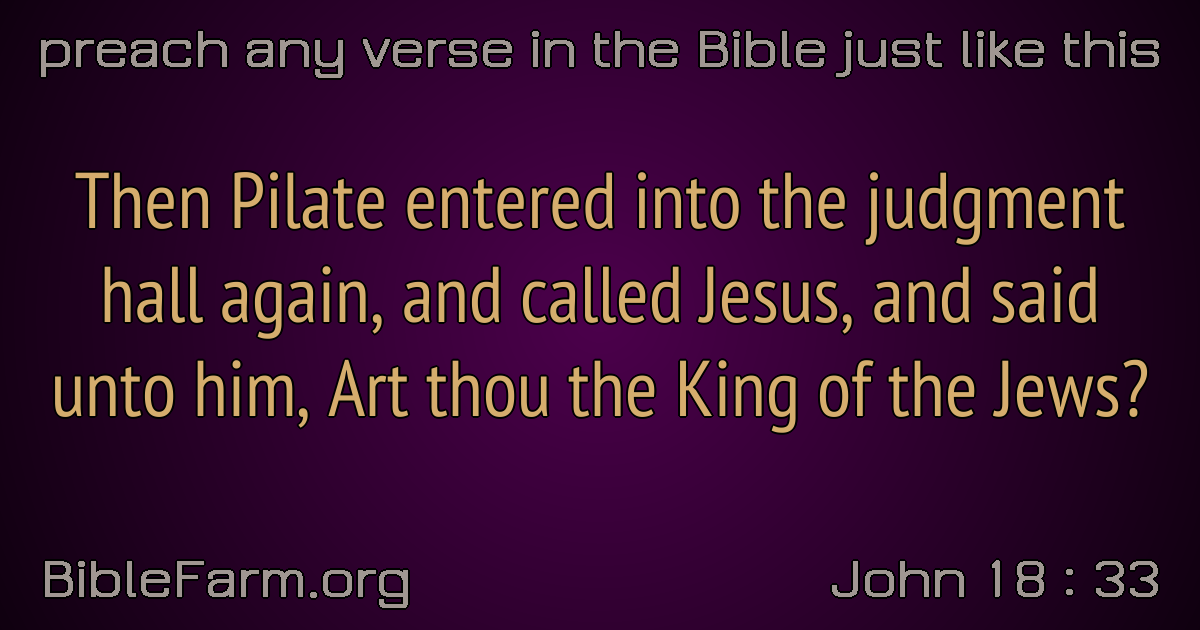 preach any verse in the Bible just like this
Then Pilate entered into the judgment
hall again, and called Jesus, and said
unto him, Art thou the King of the Jews?
BibleFarm.org
John 18 : 33